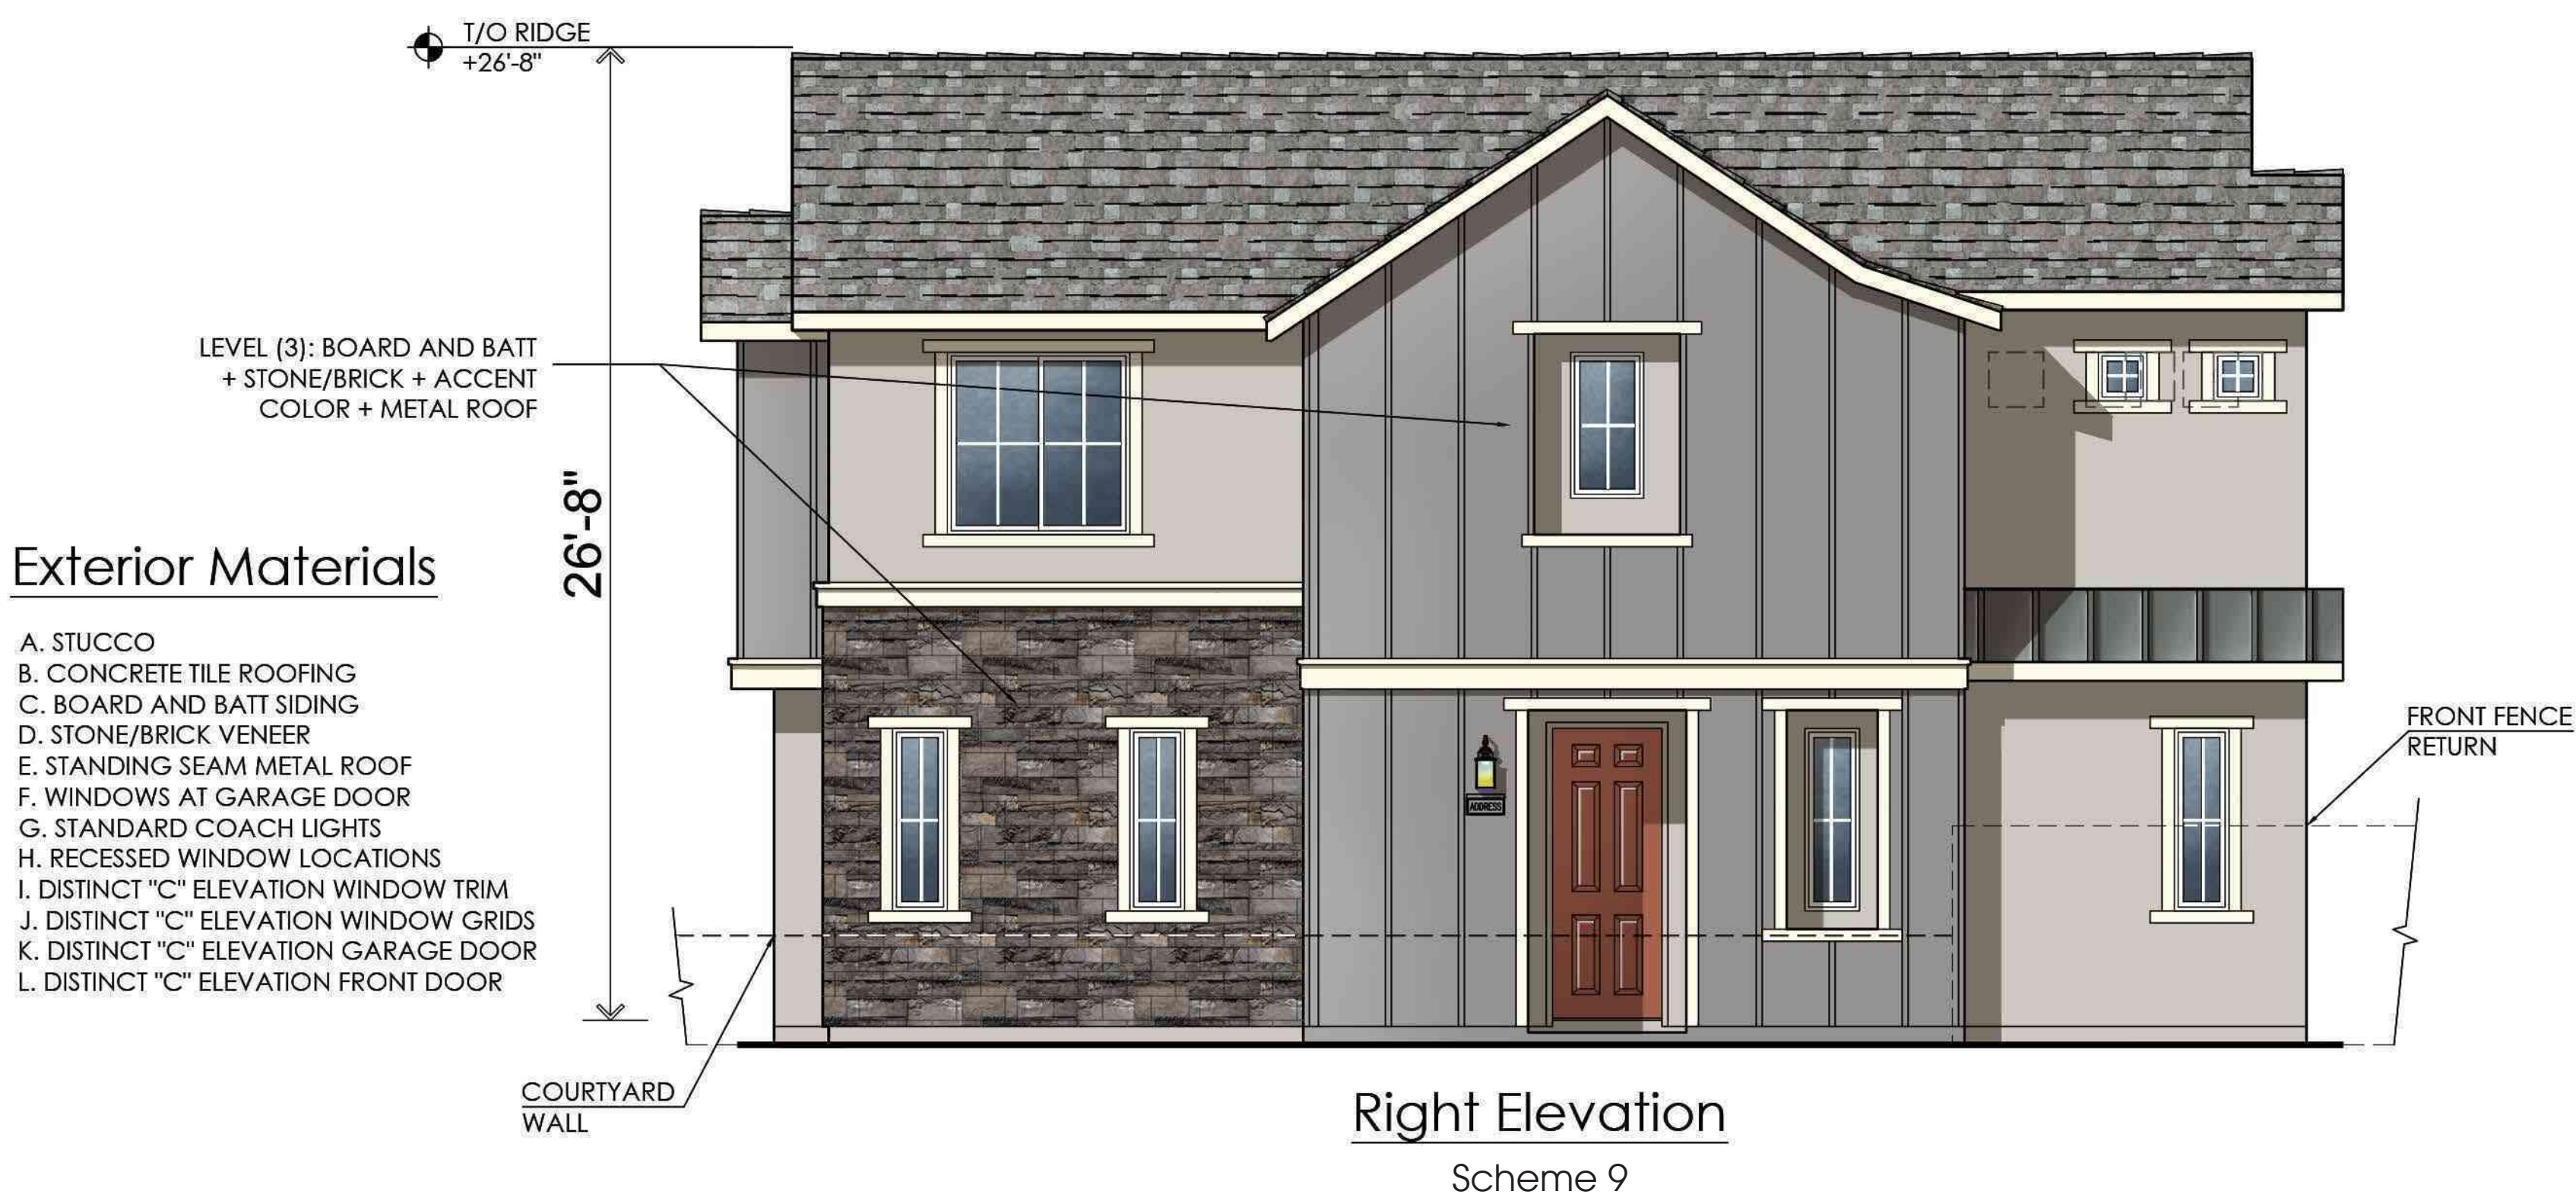 T/O RIDGE
+26'-8"
LEVEL (3): BOARD AND BATT
+ STONE/BRICK + ACCENT
COLOR + METAL ROOF
26'-8"
Exterior Materials
A. STUCCO
B. CONCRETE TILE ROOFING
C. BOARD AND BATT SIDING
D. STONE/BRICK VENEER
E. STANDING SEAM METAL ROOF
F. WINDOWS AT GARAGE DOOR
G. STANDARD COACH LIGHTS
H. RECESSED WINDOW LOCATIONS
I. DISTINCT "C" ELEVATION WINDOW TRIM
J. DISTINCT "C" ELEVATION WINDOW GRIDS
K. DISTINCT "C" ELEVATION GARAGE DOOR
L. DISTINCT "C" ELEVATION FRONT DOOR
ADDRESS
FRONT FENCE
RETURN
COURTYARD
WALL
Right Elevation
Scheme 9